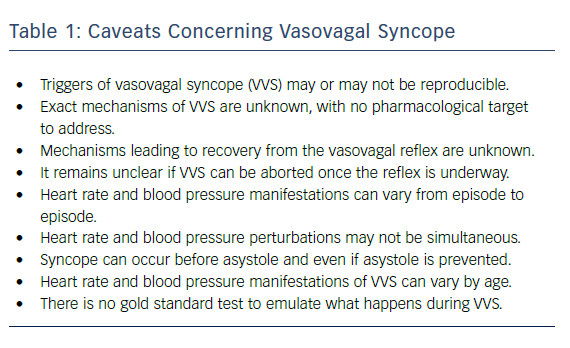 Table 1: Caveats Concerning Vasovagal Syncope
• Triggers of vasovagal syncope (VVS) may or may not be reproducible.
• Exact mechanisms of VVS are unknown, with no pharmacological target
to address.
• Mechanisms leading to recovery from the vasovagal reflex are unknown.
• It remains unclear if VVS can be aborted once the reflex is underway.
• Heart rate and blood pressure manifestations can vary from episode to
episode.
• Heart rate and blood pressure perturbations may not be simultaneous.
• Syncope can occur before asystole and even if asystole is prevented.
• Heart rate and blood pressure manifestations of VVS can vary by age.
• There is no gold standard test to emulate what happens during VVS.